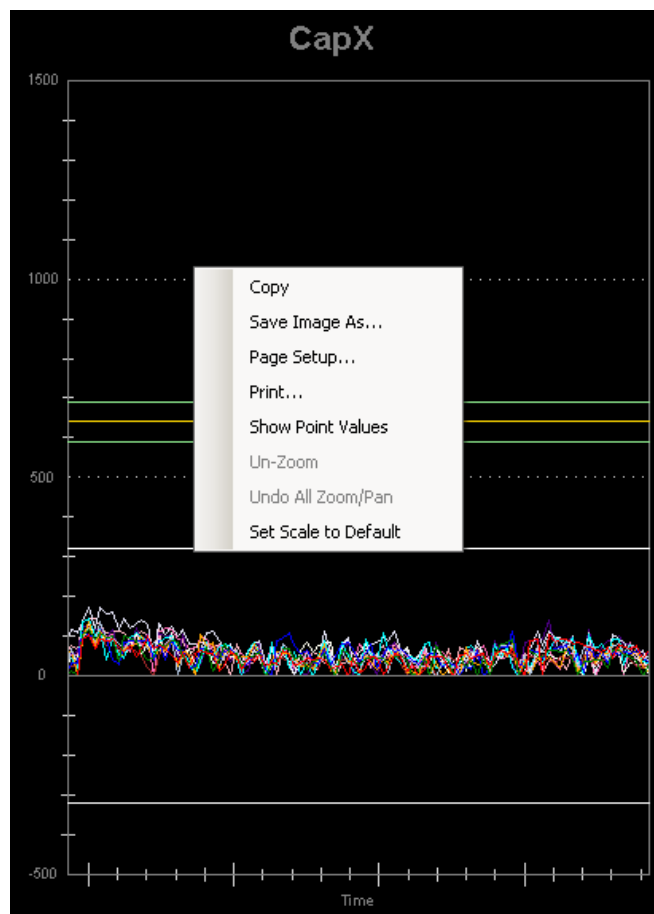 CapX
1500
1000
Copy
Save Image As...
Page Setup...
Print...
Show Point Values
Un-Zoom
500
Undo All Zoom/Pan
Set Scale to Default
0
-500
Time